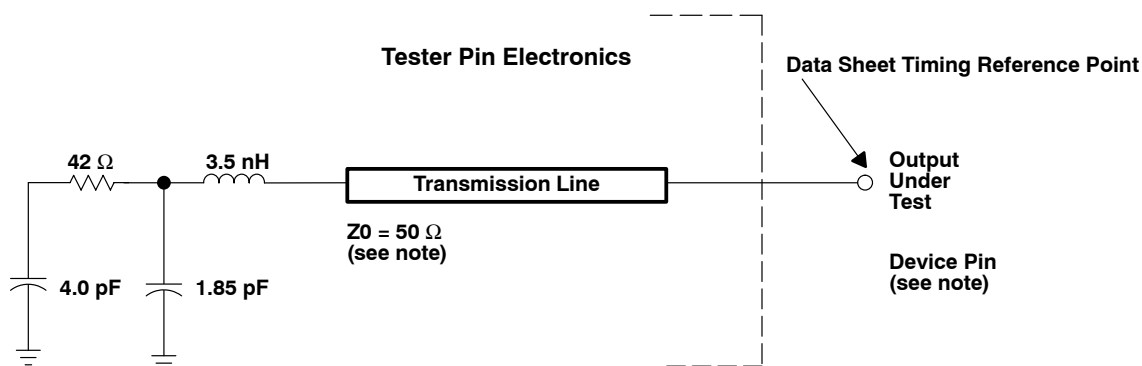 Tester Pin Electronics
Data Sheet Timing Reference Point
42 Ω
3.5 nH
Transmission Line
Output
Under
Test
Z0 = 50 Ω
(see note)
Device Pin
(see note)
4.0 pF
1.85 pF